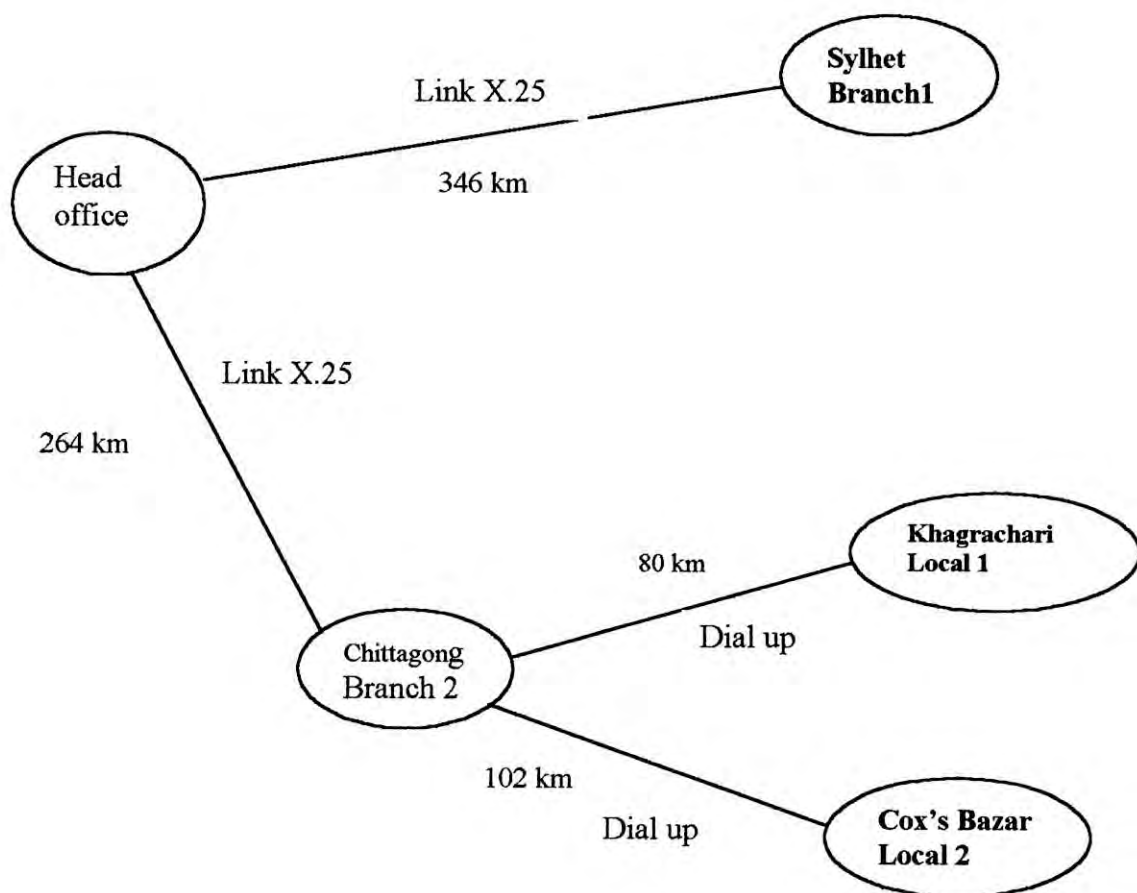 Sylhet
Branch1
Link X.25
Head
office
346 km
Link X.25
264 km
Khagrachari
Local 1
80 km
Dial up
Chittagong
Branch 2
102 km
Dial up
Cox's Bazar
Local 2